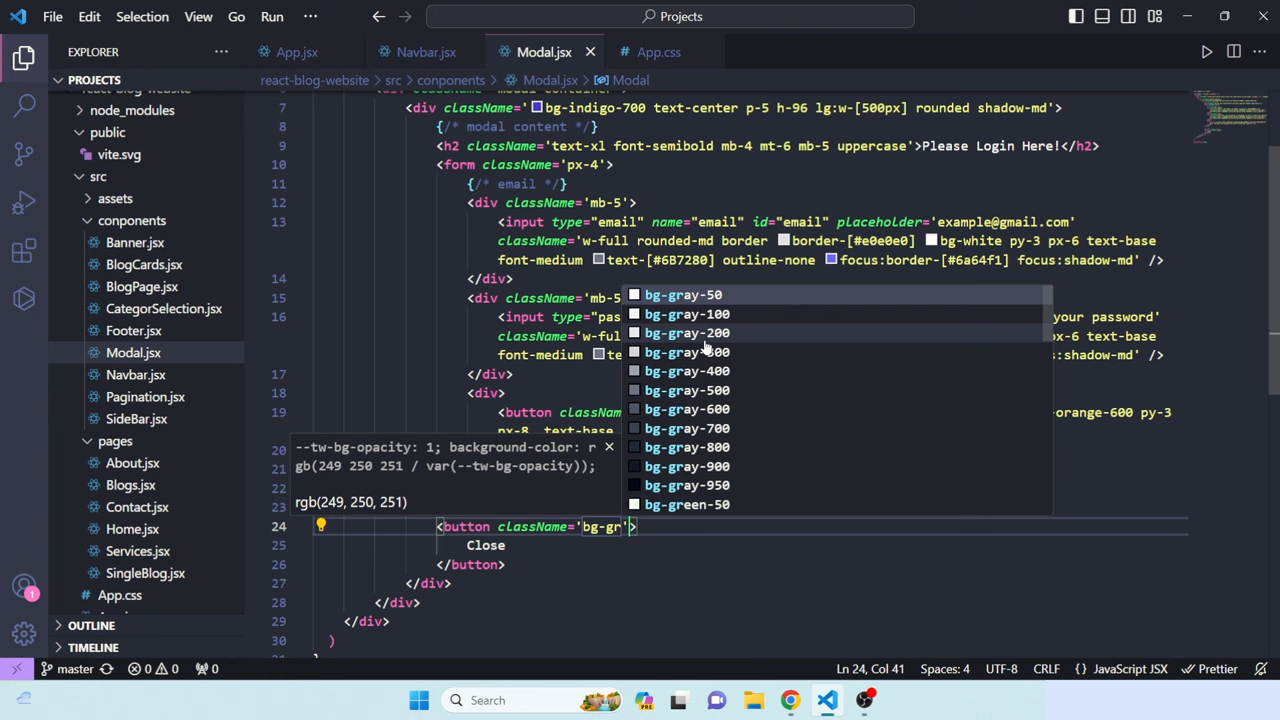 File Edit Selection View Go Run ··· Projects
EXPLORER ··· App.jsx Navbar.jsx Modal.jsx App.css
PROJECTS react-blog-website > src > conponents > Modal.jsx > Modal
node_modules
public
vite.svg
src
assets
conponents
Banner.jsx
BlogCards.jsx
BlogPage.jsx
CategorSelection.jsx
Footer.jsx
Modal.jsx
Navbar.jsx
Pagination.jsx
SideBar.jsx
pages
About.jsx
Blogs.jsx
Contact.jsx
Home.jsx
Services.jsx
SingleBlog.jsx
App.css
OUTLINE
TIMELINE
7 <div className='bg-indigo-700 text-center p-5 h-96 lg:w-[500px] rounded shadow-md'>
8 {/* modal content */}
9 <h2 className='text-xl font-semibold mb-4 mt-6 mb-5 uppercase'>Please Login Here!</h2>
10 <form className='px-4'>
11 {/* email */}
12 <div className='mb-5'>
13 <input type="email" name="email" id="email" placeholder='example@gmail.com'
className='w-full rounded-md border border-[#e0e0e0] bg-white py-3 px-6 text-base
font-medium text-[#6B7280] outline-none focus:border-[#6a64f1] focus:shadow-md' />
14 </div>
15 <div className='mb-5
16 <input type="pas your password'
className='w-ful px-6 text-base
font-medium te s:shadow-md' />
17 </div>
18 <div>
19 <button classNam -orange-600 py-3
px-8 text-base
20
21
22
23
24 <button className='bg-gr'>
25 Close
26 </button>
27 </div>
28 </div>
29 </div>
30 )
bg-gray-50
bg-gray-100
bg-gray-200
bg-gray-300
bg-gray-400
bg-gray-500
bg-gray-600
bg-gray-700
bg-gray-800
bg-gray-900
bg-gray-950
bg-green-50
--tw-bg-opacity: 1; background-color: r
gb(249 250 251 / var(--tw-bg-opacity));
rgb(249, 250, 251)
1
master 0 0 0 Ln 24, Col 41 Spaces: 4 UTF-8 CRLF {} JavaScript JSX Prettier
Search